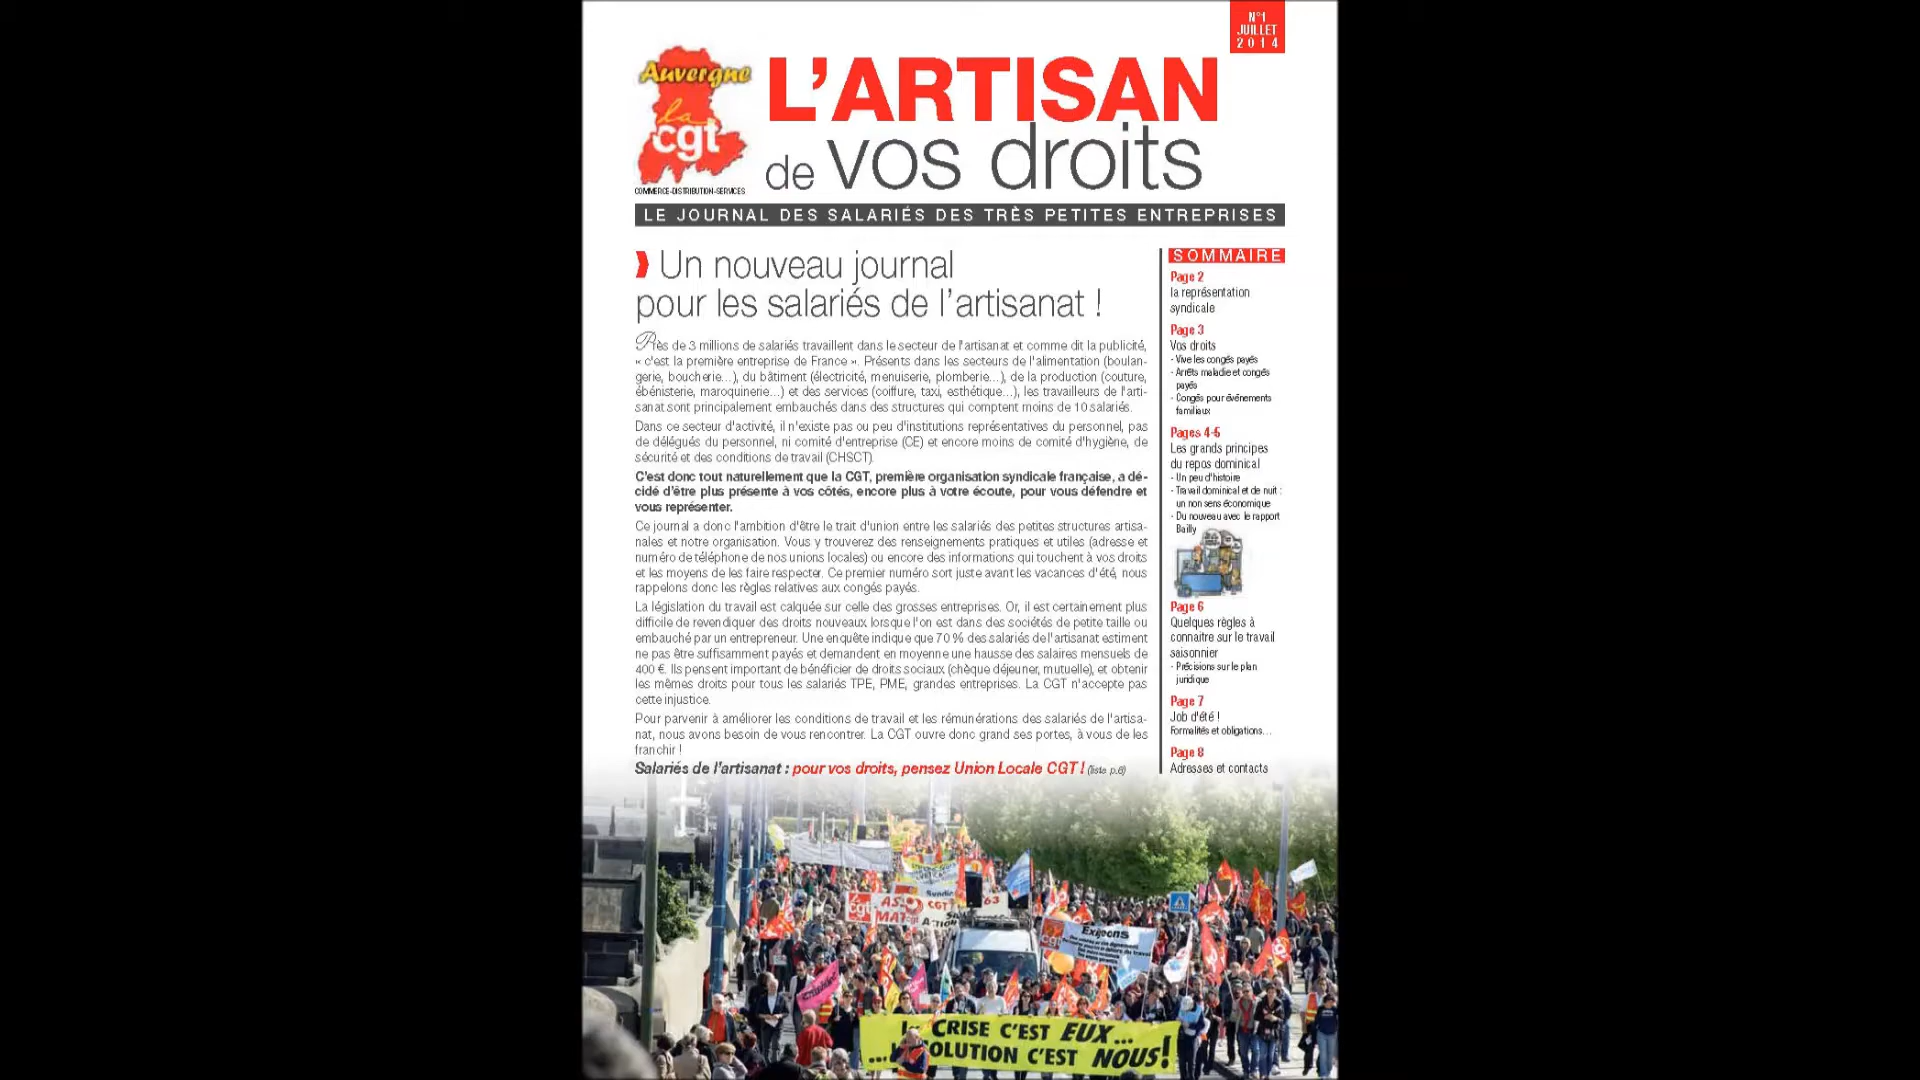 N°1
JUILLET
2014
Auvergne
la
cgt
COMMERCE-DISTRIBUTION-SERVICES
L'ARTISAN
de vos droits
LE JOURNAL DES SALARIÉS DES TRÈS PETITES ENTREPRISES
Un nouveau journal
pour les salariés de l'artisanat !
Près de 3 millions de salariés travaillent dans le secteur de l'artisanat et comme dit la publicité,
« c'est la première entreprise de France ». Présents dans les secteurs de l'alimentation (boulan-
gerie, boucherie...), du bâtiment (électricité, menuiserie, plomberie...), de la production (couture,
ébénisterie, maroquinerie...) et des services (coiffure, taxi, esthétique...), les travailleurs de l'arti-
sanat sont principalement embauchés dans des structures qui comptent moins de 10 salariés.
Dans ce secteur d'activité, il n'existe pas ou peu d'institutions représentatives du personnel, pas
de délégués du personnel, ni comité d'entreprise (CE) et encore moins de comité d'hygiène, de
sécurité et des conditions de travail (CHSCT).
C'est donc tout naturellement que la CGT, première organisation syndicale française, a dé-
cidé d'être plus présente à vos côtés, encore plus à votre écoute, pour vous défendre et
vous représenter.
Ce journal a donc l'ambition d'être le trait d'union entre les salariés des petites structures artisa-
nales et notre organisation. Vous y trouverez des renseignements pratiques et utiles (adresse et
numéro de téléphone de nos unions locales) ou encore des informations qui touchent à vos droits
et les moyens de les faire respecter. Ce premier numéro sort juste avant les vacances d'été, nous
rappelons donc les règles relatives aux congés payés.
La législation du travail est calquée sur celle des grosses entreprises. Or, il est certainement plus
difficile de revendiquer des droits nouveaux lorsque l'on est dans des sociétés de petite taille ou
embauché par un entrepreneur. Une enquête indique que 70 % des salariés de l'artisanat estiment
ne pas être suffisamment payés et demandent en moyenne une hausse des salaires mensuels de
400 €. Ils pensent important de bénéficier de droits sociaux (chèque déjeuner, mutuelle), et obtenir
les mêmes droits pour tous les salariés TPE, PME, grandes entreprises. La CGT n'accepte pas
cette injustice.
Pour parvenir à améliorer les conditions de travail et les rémunérations des salariés de l'artisa-
nat, nous avons besoin de vous rencontrer. La CGT ouvre donc grand ses portes, à vous de les
franchir !
Salariés de l'artisanat : pour vos droits, pensez Union Locale CGT ! (liste p.6)
SOMMAIRE
Page 2
la représentation
syndicale
Page 3
Vos droits
- Vive les congés payés
- Arrêts maladie et congés
payés
- Congés pour événements
familiaux
Pages 4-5
Les grands principes
du repos dominical
- Un peu d'histoire
- Travail dominical et de nuit :
un non sens économique
- Du nouveau avec le rapport
Bailly
Page 6
Quelques règles à
connaitre sur le travail
saisonnier
- Précisions sur le plan
juridique
Page 7
Job d'été !
Formalités et obligations...
Page 8
Adresses et contacts
cgt
CGT
63
Exigeons
CRISE C'EST EUX...
... SOLUTION C'EST NOUS!